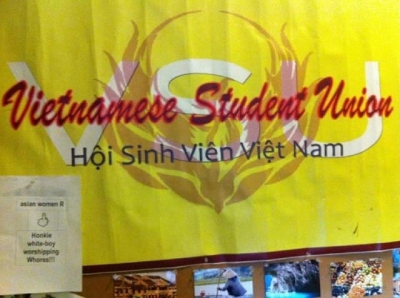 VSU
Vietnamese Student Union
Hội Sinh Viên Việt Nam
asian women R
Honkie
white-boy
worshipping
Whores!!!